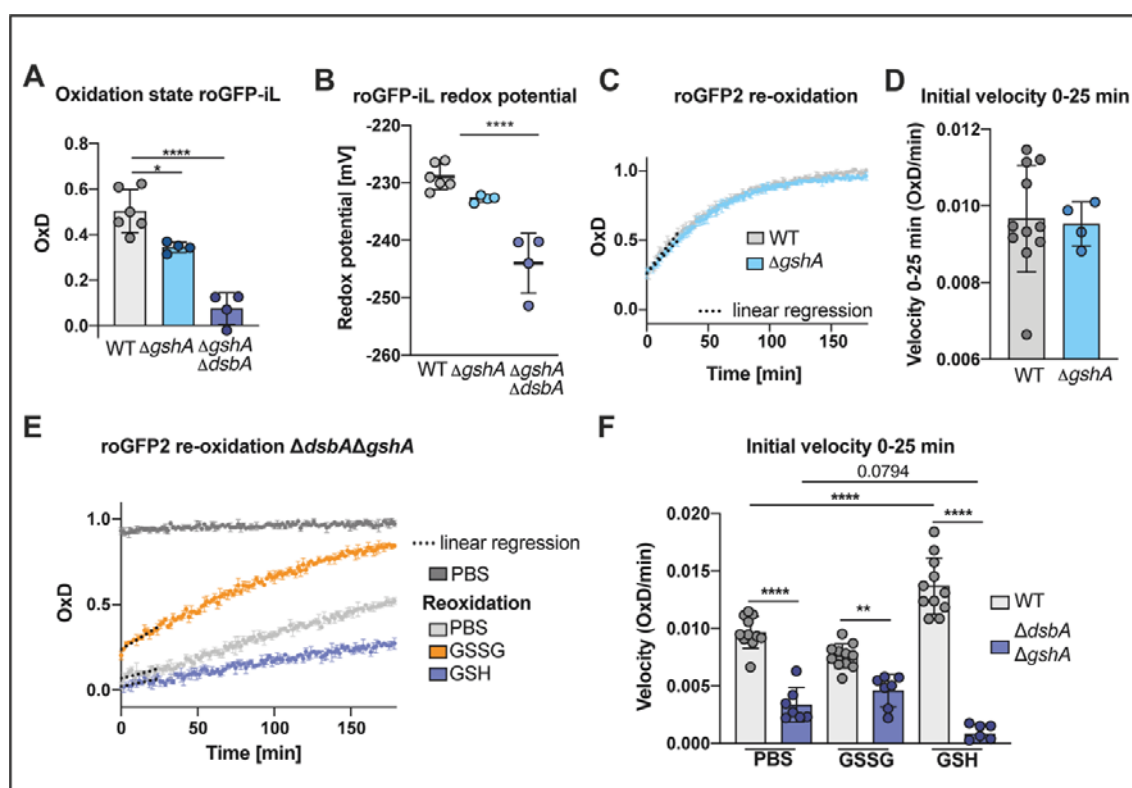 A
Oxidation state roGFP-iL
****
*
OxD
0.8
0.6
0.4
0.2
0.0
WT
ΔgshA
ΔgshA
ΔdsbA
B
roGFP-iL redox potential
****
Redox potential [mV]
-220
-230
-240
-250
-260
WT
ΔgshA
ΔgshA
ΔdsbA
C
roGFP2 re-oxidation
OxD
1.0
0.5
0.0
WT
ΔgshA
linear regression
0
50
100
150
Time [min]
D
Initial velocity 0-25 min
Velocity 0-25 min (OxD/min)
0.012
0.010
0.008
0.006
WT
ΔgshA
E
roGFP2 re-oxidation ΔdsbAΔgshA
OxD
1.0
0.5
0.0
0
50
100
150
Time [min]
linear regression
PBS
Reoxidation
PBS
GSSG
GSH
F
Initial velocity 0-25 min
0.0794
****
****
****
**
Velocity (OxD/min)
0.020
0.015
0.010
0.005
0.000
PBS
GSSG
GSH
WT
ΔdsbA
ΔgshA